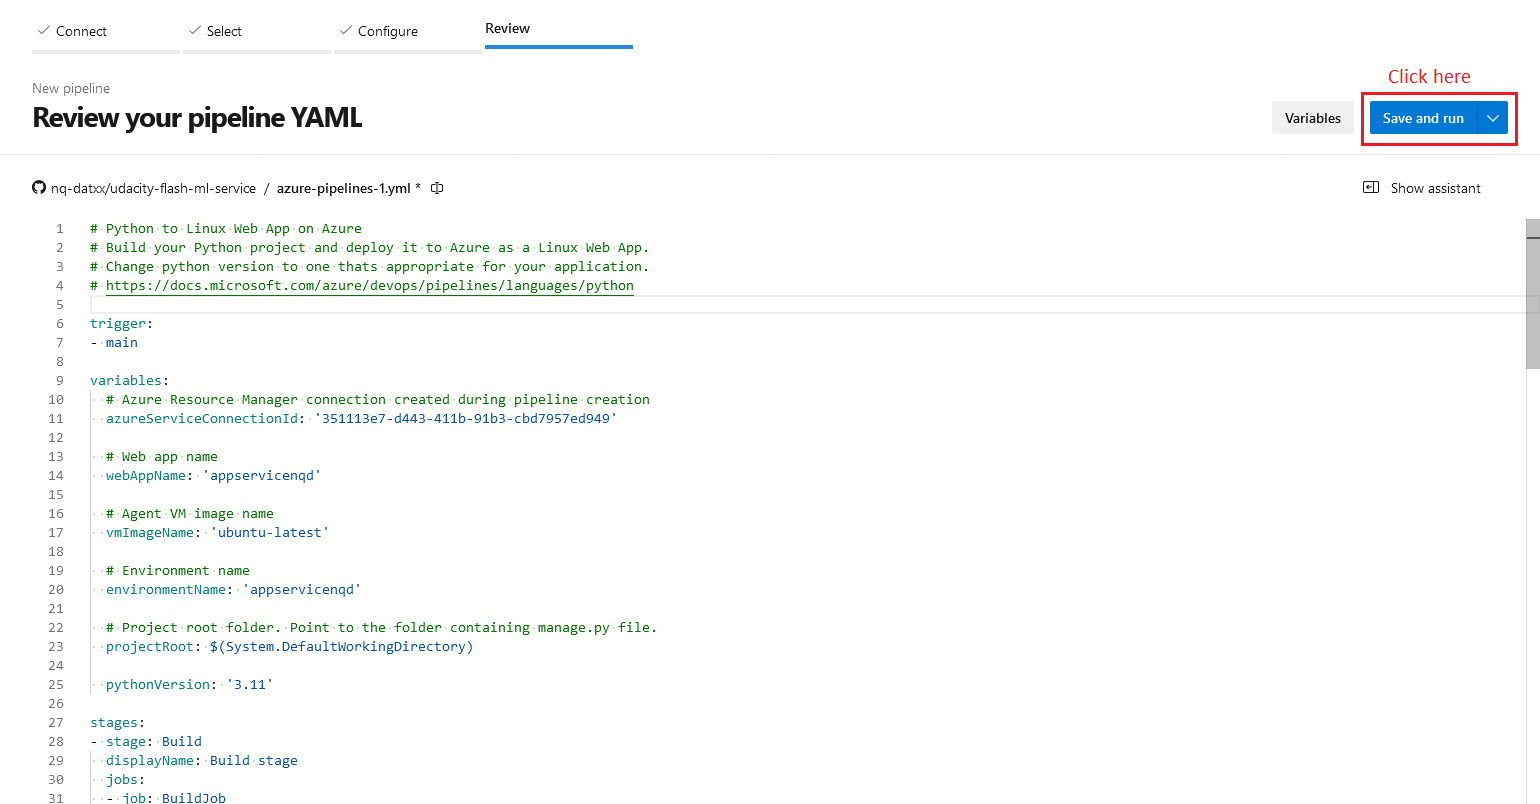 Connect
Select
Configure
Review
New pipeline
Click here
Review your pipeline YAML
Variables
Save and run
nq-datxx/udacity-flash-ml-service / azure-pipelines-1.yml *
Show assistant
1 # Python to Linux Web App on Azure
2 # Build your Python project and deploy it to Azure as a Linux Web App.
3 # Change python version to one thats appropriate for your application.
4 # https://docs.microsoft.com/azure/devops/pipelines/languages/python
5
6 trigger:
7 - main
8
9 variables:
10 # Azure Resource Manager connection created during pipeline creation
11 azureServiceConnectionId: '351113e7-d443-411b-91b3-cbd7957ed949'
12
13 # Web app name
14 webAppName: 'appservicenqd'
15
16 # Agent VM image name
17 vmImageName: 'ubuntu-latest'
18
19 # Environment name
20 environmentName: 'appservicenqd'
21
22 # Project root folder. Point to the folder containing manage.py file.
23 projectRoot: $(System.DefaultWorkingDirectory)
24
25 pythonVersion: '3.11'
26
27 stages:
28 - stage: Build
29 displayName: Build stage
30 jobs:
31 - job: BuildJob